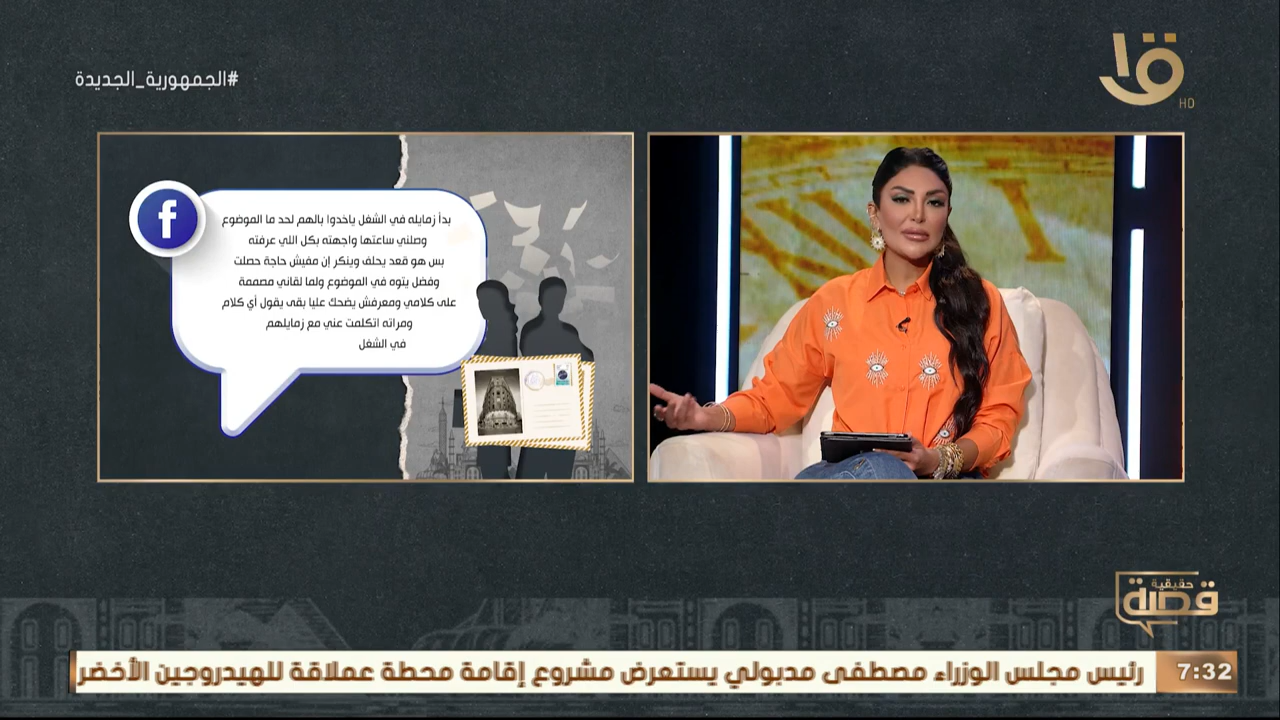 #الجمهورية_الجديدة
HD
بدأ زمايله في الشغل ياخدوا بالهم لحد ما الموضوع
وصلني ساعتها واجهته بكل اللي عرفته
بس هو قعد يحلف وينكر إن مفيش حاجة حصلت
وفضل يتوه في الموضوع ولما لقاني مصممة
على كلامي ومعرفش يضحك عليا بقى يقول أي كلام
ومراته اتكلمت عني مع زمايلهم
في الشغل
قصة حقيقية
7:32
رئيس مجلس الوزراء مصطفى مدبولي يستعرض مشروع إقامة محطة عملاقة للهيدروجين الأخضر